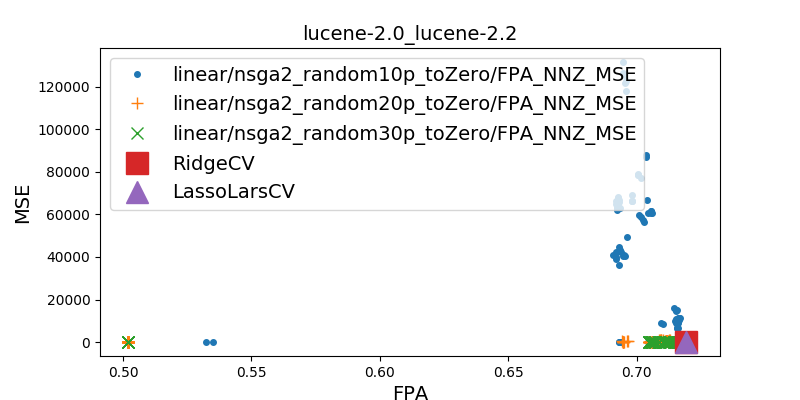 lucene-2.0_lucene-2.2
linear/nsga2_random10p_toZero/FPA_NNZ_MSE
linear/nsga2_random20p_toZero/FPA_NNZ_MSE
linear/nsga2_random30p_toZero/FPA_NNZ_MSE
RidgeCV
LassoLarsCV
MSE
120000
100000
80000
60000
40000
20000
0
0.50 0.55 0.60 0.65 0.70
FPA